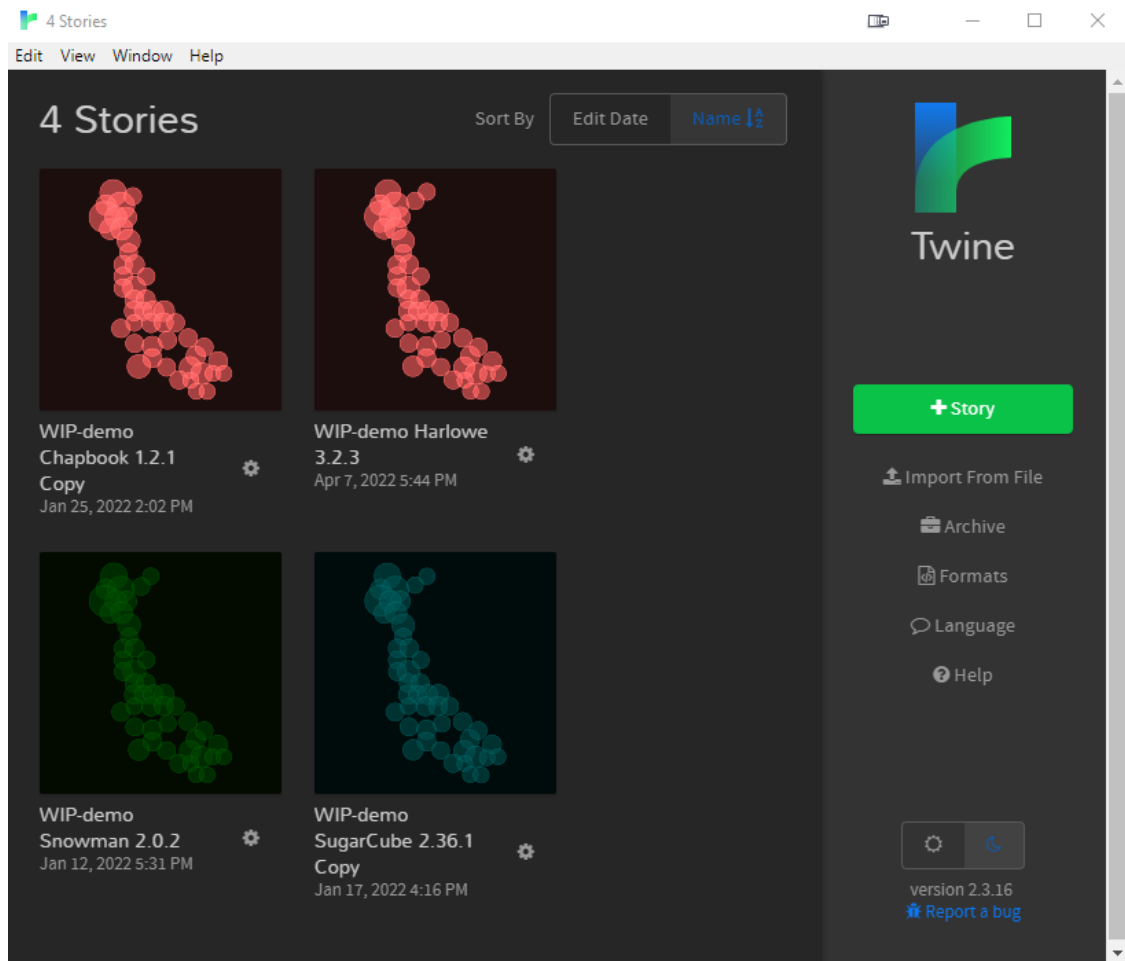 4 Stories
Edit View Window Help
4 Stories
Sort By Edit Date Name
WIP-demo
Chapbook 1.2.1
Copy
Jan 25, 2022 2:02 PM
WIP-demo Harlowe
3.2.3
Apr 7, 2022 5:44 PM
WIP-demo
Snowman 2.0.2
Jan 12, 2022 5:31 PM
WIP-demo
SugarCube 2.36.1
Copy
Jan 17, 2022 4:16 PM
Twine
+ Story
Import From File
Archive
Formats
Language
Help
version 2.3.16
Report a bug